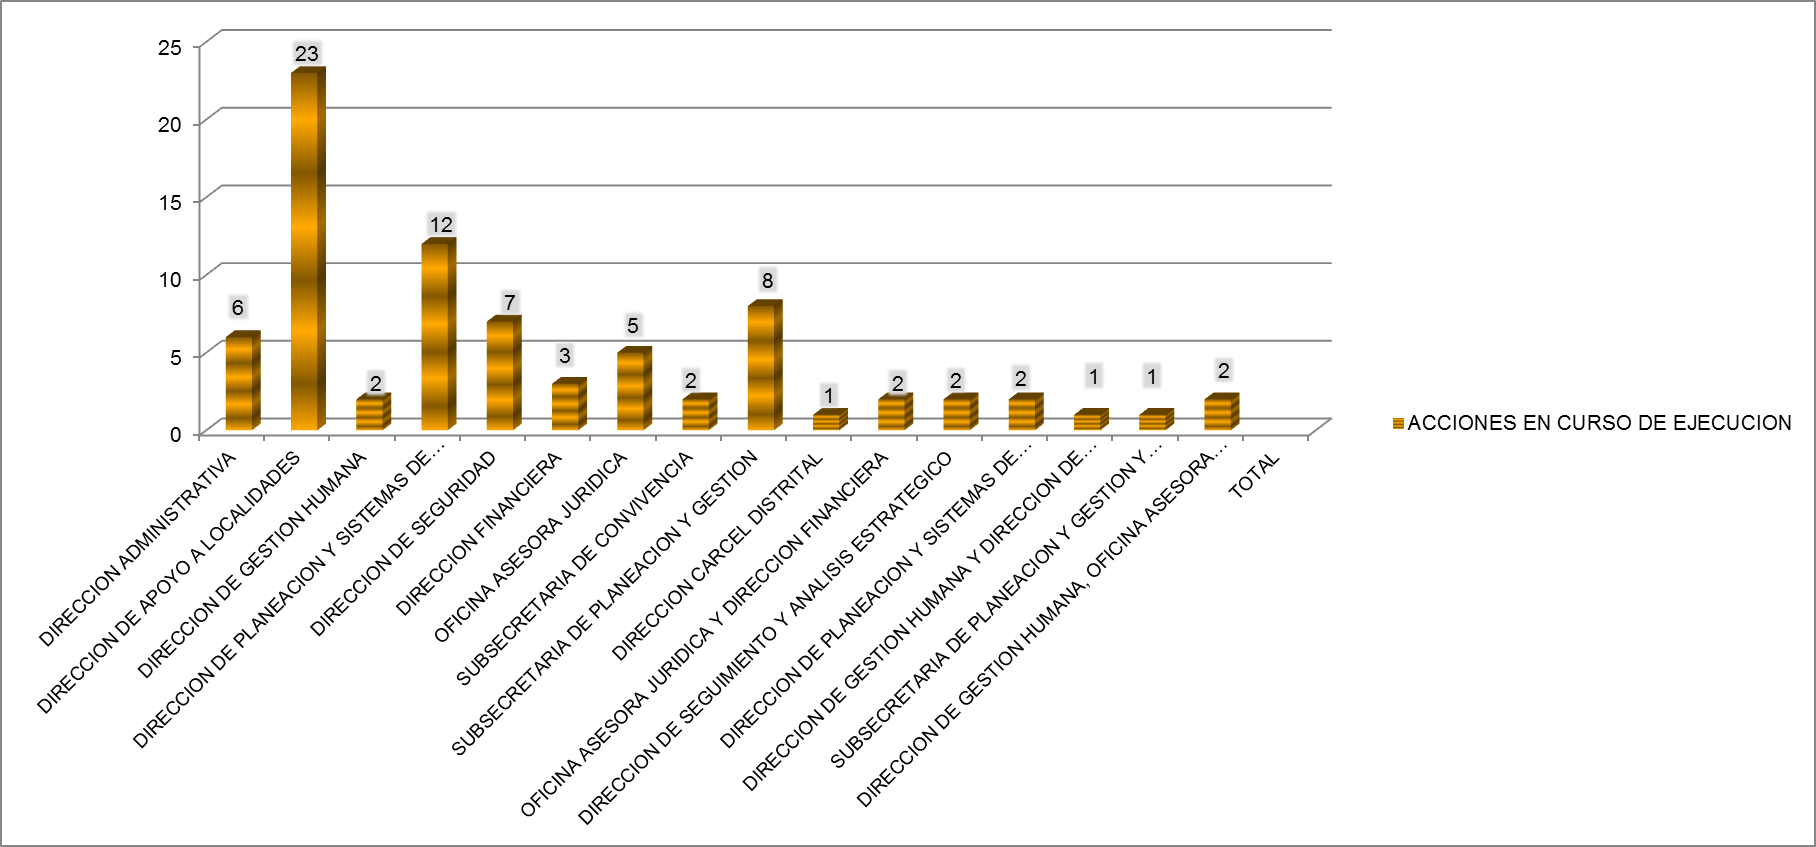 25
20
15
10
5
0
6
23
2
12
7
3
5
2
8
1
2
2
2
1
1
2
DIRECCION ADMINISTRATIVA
DIRECCION DE APOYO A LOCALIDADES
DIRECCION DE GESTION HUMANA
DIRECCION DE PLANEACION Y SISTEMAS DE…
DIRECCION DE SEGURIDAD
DIRECCION FINANCIERA
OFICINA ASESORA JURIDICA
SUBSECRETARIA DE CONVIVENCIA
SUBSECRETARIA DE PLANEACION Y GESTION
DIRECCION CARCEL DISTRITAL
OFICINA ASESORA JURIDICA Y DIRECCION FINANCIERA
DIRECCION DE SEGUIMIENTO Y ANALISIS ESTRATEGICO
DIRECCION DE PLANEACION Y SISTEMAS DE…
DIRECCION DE GESTION HUMANA Y DIRECCION DE…
SUBSECRETARIA DE PLANEACION Y GESTION Y…
DIRECCION DE GESTION HUMANA, OFICINA ASESORA…
TOTAL
ACCIONES EN CURSO DE EJECUCION